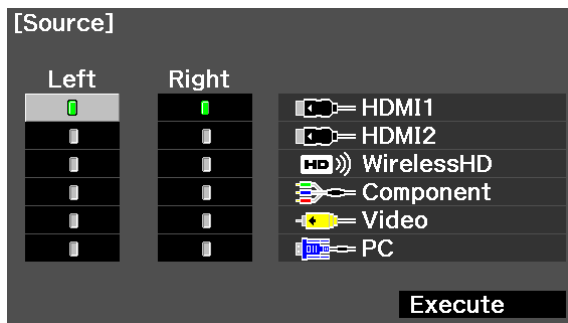 [Source]
Left Right
HDMI1
HDMI2
HD WirelessHD
Component
Video
PC
Execute